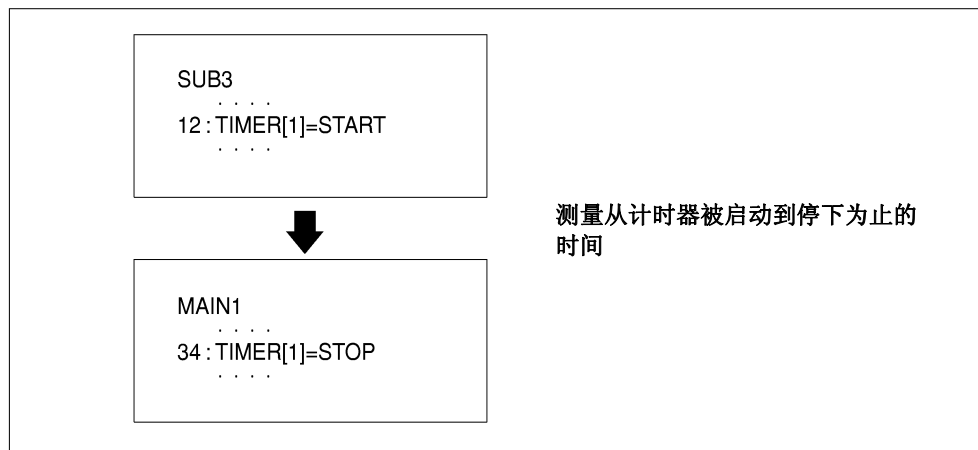 SUB3
. . . .
12 : TIMER[1]=START
. . . .
测量从计时器被启动到停下为止的
时间
MAIN1
. . . .
34 : TIMER[1]=STOP
. . . .